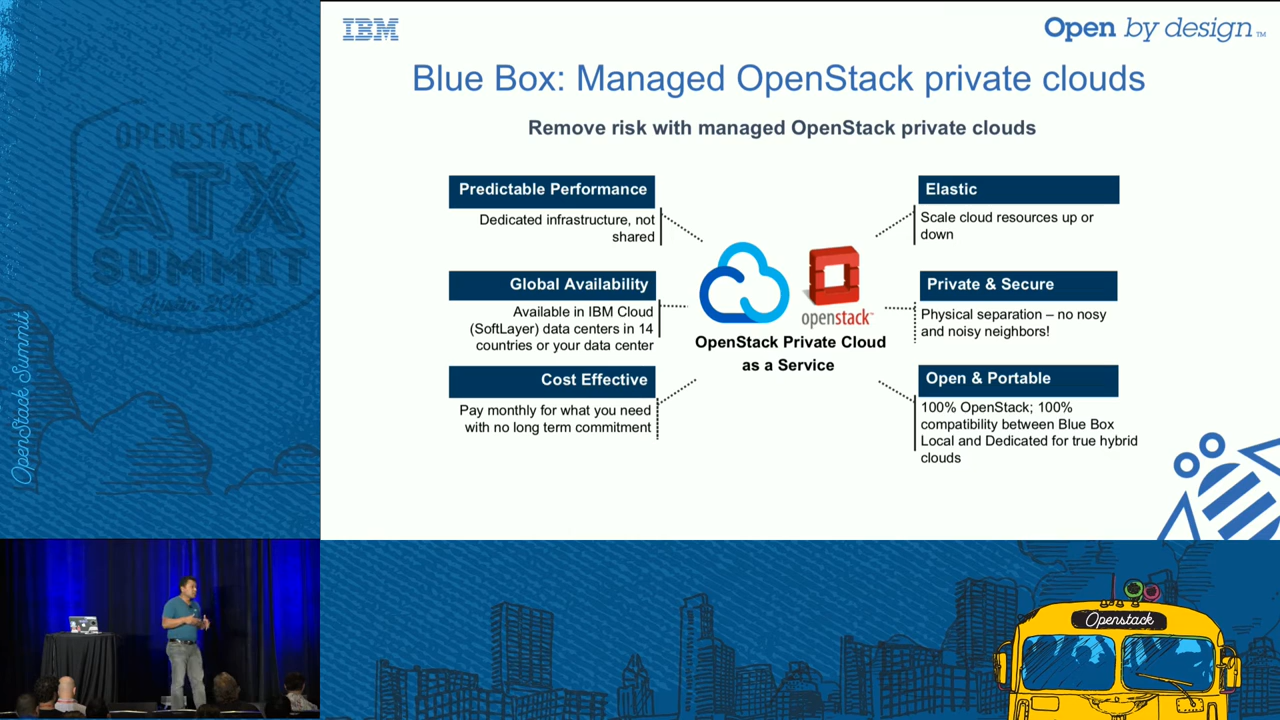 IBM
Open by design™
Blue Box: Managed OpenStack private clouds
Remove risk with managed OpenStack private clouds
Predictable Performance
Dedicated infrastructure, not
shared
Global Availability
Available in IBM Cloud
(SoftLayer) data centers in 14
countries or your data center
Cost Effective
Pay monthly for what you need
with no long term commitment
openstack™
OpenStack Private Cloud
as a Service
Elastic
Scale cloud resources up or
down
Private & Secure
Physical separation – no nosy
and noisy neighbors!
Open & Portable
100% OpenStack; 100%
compatibility between Blue Box
Local and Dedicated for true hybrid
clouds
OPENSTACK
ATX
SUMMIT
OpenStack Summit
Openstack